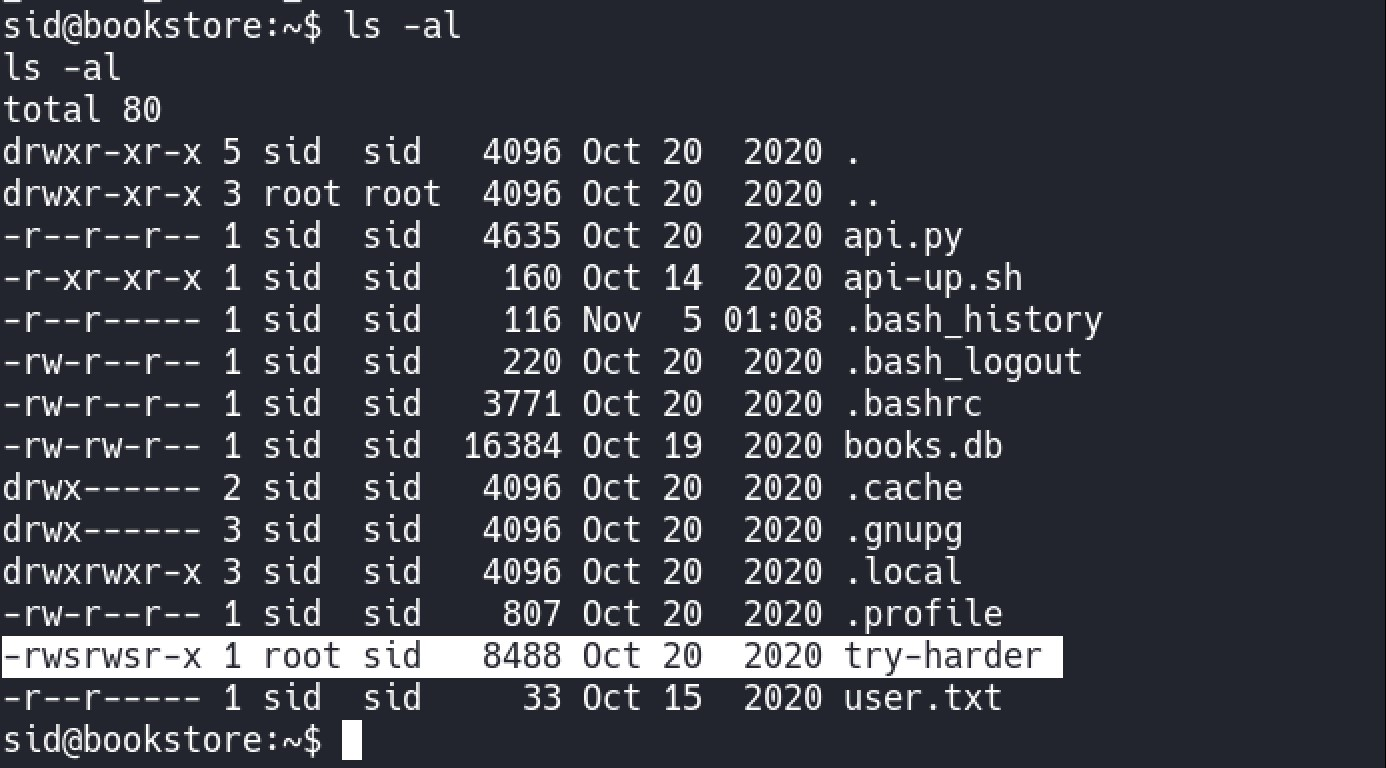 sid@bookstore:~$ ls -al
ls -al
total 80
drwxr-xr-x 5 sid  sid   4096 Oct 20  2020 .
drwxr-xr-x 3 root root  4096 Oct 20  2020 ..
-r--r--r-- 1 sid  sid   4635 Oct 20  2020 api.py
-r-xr-xr-x 1 sid  sid    160 Oct 14  2020 api-up.sh
-r--r----- 1 sid  sid    116 Nov  5 01:08 .bash_history
-rw-r--r-- 1 sid  sid    220 Oct 20  2020 .bash_logout
-rw-r--r-- 1 sid  sid   3771 Oct 20  2020 .bashrc
-rw-rw-r-- 1 sid  sid  16384 Oct 19  2020 books.db
drwx------ 2 sid  sid   4096 Oct 20  2020 .cache
drwx------ 3 sid  sid   4096 Oct 20  2020 .gnupg
drwxrwxr-x 3 sid  sid   4096 Oct 20  2020 .local
-rw-r--r-- 1 sid  sid    807 Oct 20  2020 .profile
-rwsrwsr-x 1 root sid   8488 Oct 20  2020 try-harder
-r--r----- 1 sid  sid     33 Oct 15  2020 user.txt
sid@bookstore:~$